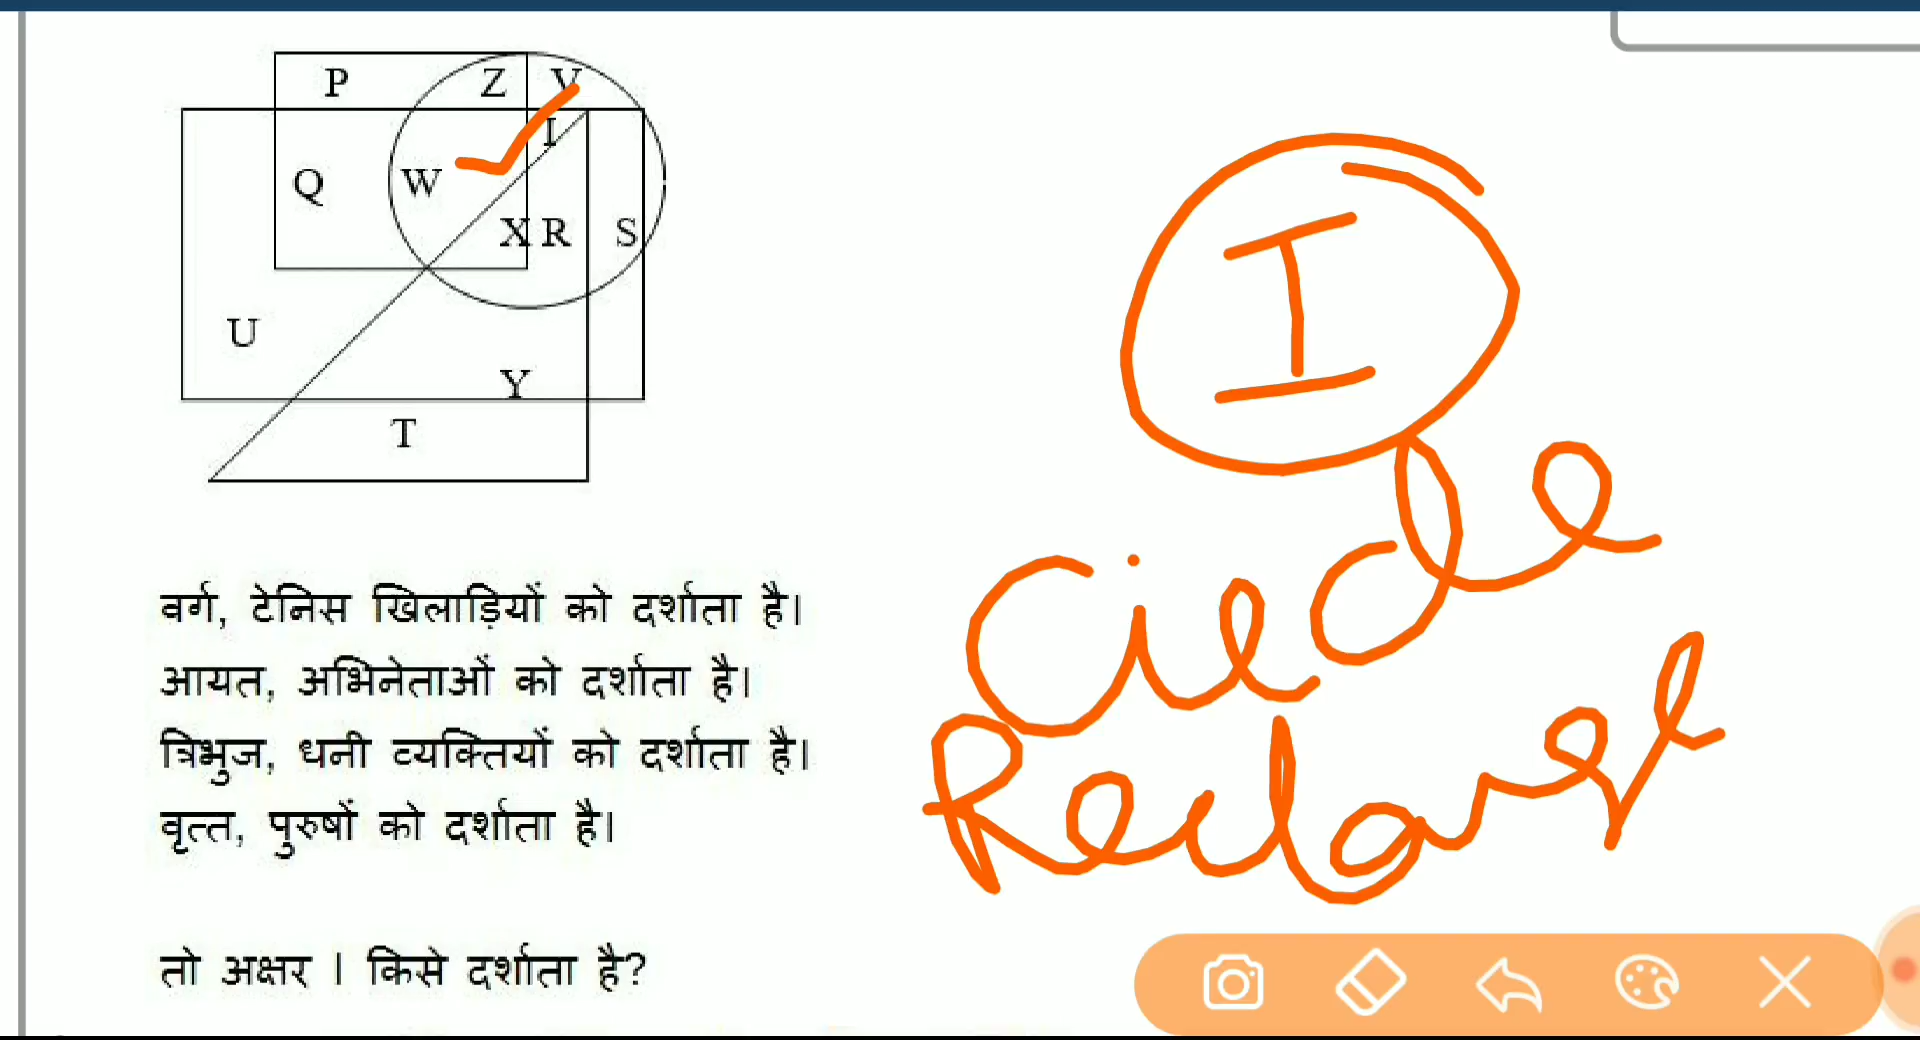 P Z V
I
Q W
X R S
U
Y
T
I
Circle
वर्ग, टेनिस खिलाड़ियों को दर्शाता है।
आयत, अभिनेताओं को दर्शाता है।
त्रिभुज, धनी व्यक्तियों को दर्शाता है।
वृत्त, पुरुषों को दर्शाता है।
तो अक्षर I किसे दर्शाता है?